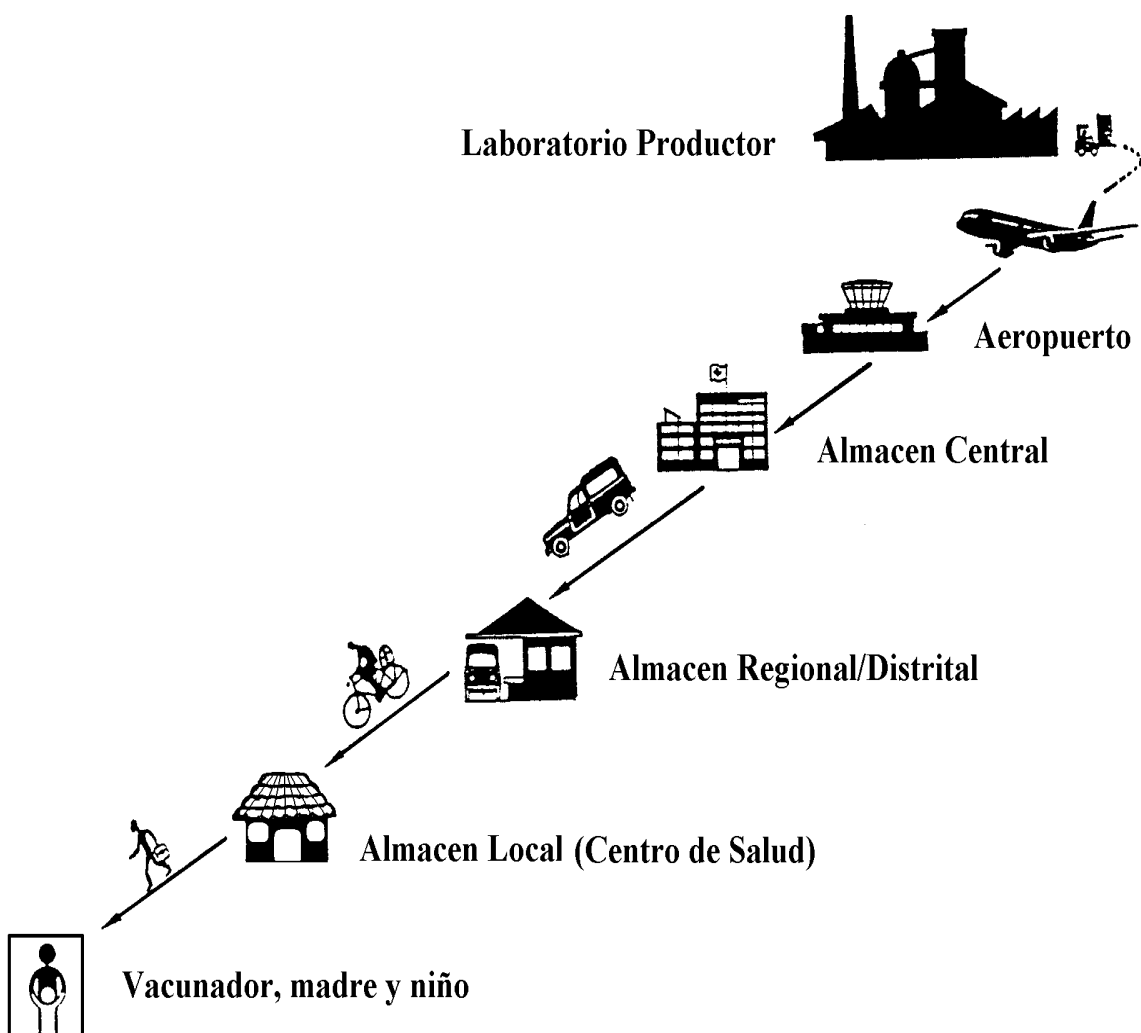 Laboratorio Productor
Aeropuerto
Almacen Central
Almacen Regional/Distrital
Almacen Local (Centro de Salud)
Vacunador, madre y niño